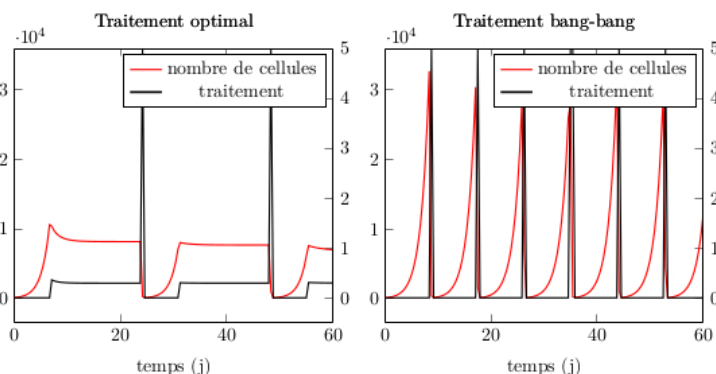 Traitement optimal
·10⁴
nombre de cellules
traitement
3
2
1
0
5
4
3
2
1
0
0 20 40 60
temps (j)
Traitement bang-bang
·10⁴
nombre de cellules
traitement
3
2
1
0
5
4
3
2
1
0
0 20 40 60
temps (j)